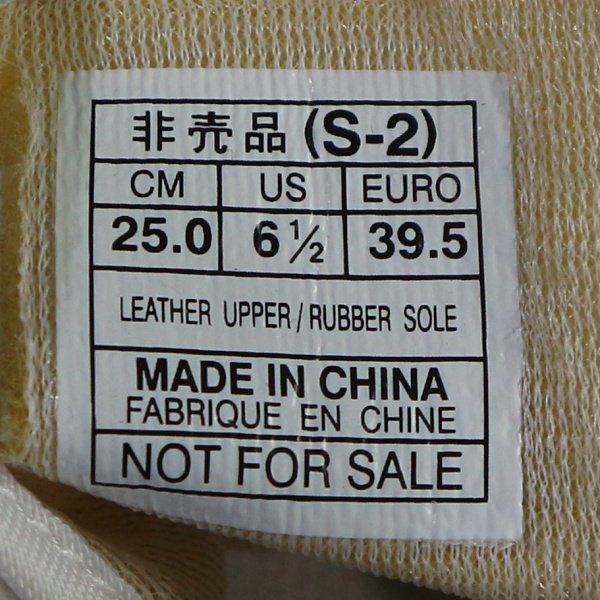 非売品(S-2)
CM US EURO
25.0 6 ½ 39.5
LEATHER UPPER/RUBBER SOLE
MADE IN CHINA
FABRIQUE EN CHINE
NOT FOR SALE